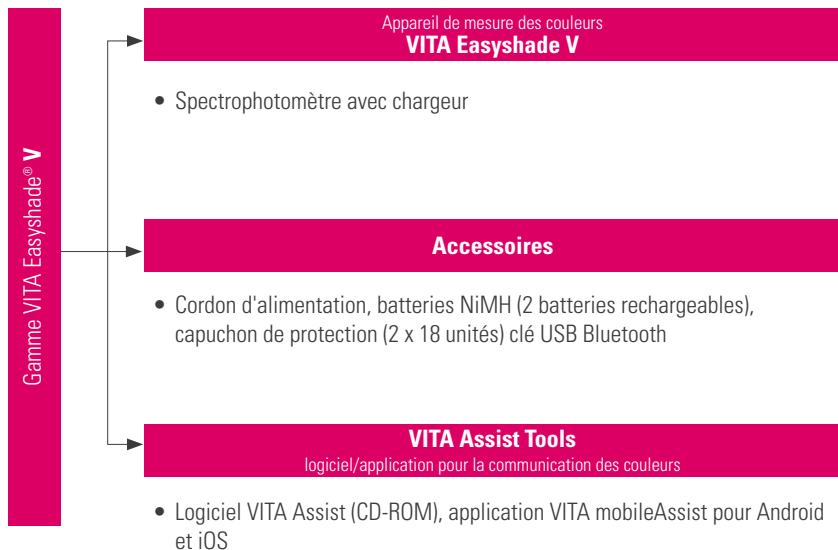 Gamme VITA Easyshade® V
Appareil de mesure des couleurs
VITA Easyshade V
• Spectrophotomètre avec chargeur
Accessoires
• Cordon d'alimentation, batteries NiMH (2 batteries rechargeables),
capuchon de protection (2 x 18 unités) clé USB Bluetooth
VITA Assist Tools
logiciel/application pour la communication des couleurs
• Logiciel VITA Assist (CD-ROM), application VITA mobileAssist pour Android
et iOS